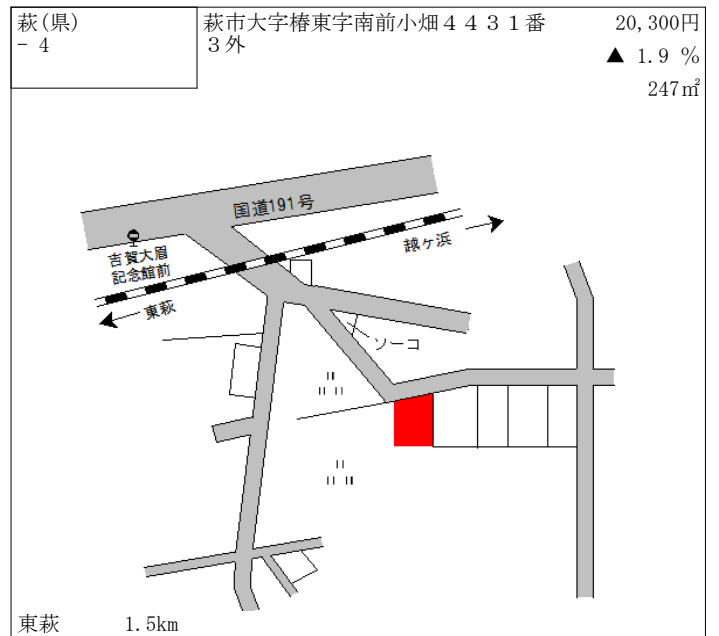 萩(県)
- 4
萩市大字椿東字南前小畑４４３１番
３外
20,300円
▲ 1.9 %
247㎡
国道191号
吉賀大眉
記念館前
越ヶ浜
東萩
ソーコ
東萩 1.5km